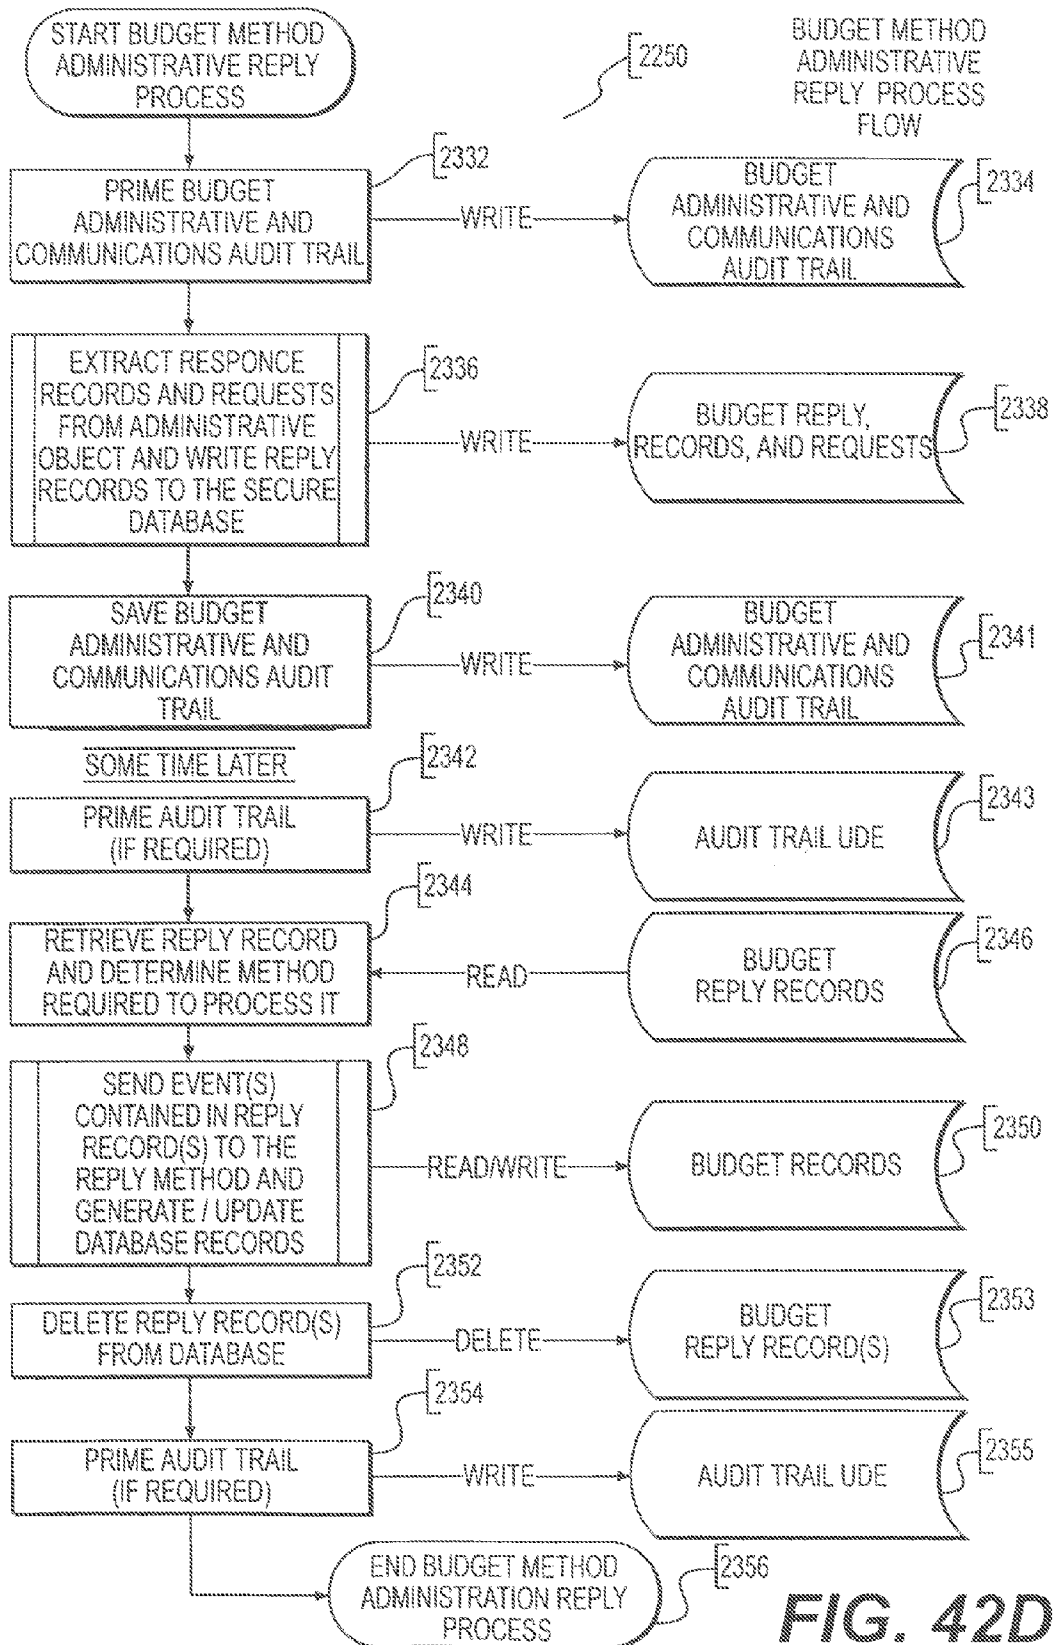 START BUDGET METHOD
ADMINISTRATIVE REPLY
PROCESS
2250
BUDGET METHOD
ADMINISTRATIVE
REPLY PROCESS
FLOW
PRIME BUDGET
ADMINISTRATIVE AND
COMMUNICATIONS AUDIT TRAIL
2332
WRITE
BUDGET
ADMINISTRATIVE AND
COMMUNICATIONS
AUDIT TRAIL
2334
EXTRACT RESPONCE
RECORDS AND REQUESTS
FROM ADMINISTRATIVE
OBJECT AND WRITE REPLY
RECORDS TO THE SECURE
DATABASE
2336
WRITE
BUDGET REPLY,
RECORDS, AND REQUESTS
2338
SAVE BUDGET
ADMINISTRATIVE AND
COMMUNICATIONS AUDIT
TRAIL
2340
WRITE
BUDGET
ADMINISTRATIVE AND
COMMUNICATIONS
AUDIT TRAIL
2341
SOME TIME LATER
2342
PRIME AUDIT TRAIL
(IF REQUIRED)
WRITE
AUDIT TRAIL UDE
2343
2344
RETRIEVE REPLY RECORD
AND DETERMINE METHOD
REQUIRED TO PROCESS IT
READ
BUDGET
REPLY RECORDS
2346
2348
SEND EVENT(S)
CONTAINED IN REPLY
RECORD(S) TO THE
REPLY METHOD AND
GENERATE / UPDATE
DATABASE RECORDS
READ/WRITE
BUDGET RECORDS
2350
2352
DELETE REPLY RECORD(S)
FROM DATABASE
DELETE
BUDGET
REPLY RECORD(S)
2353
2354
PRIME AUDIT TRAIL
(IF REQUIRED)
WRITE
AUDIT TRAIL UDE
2355
END BUDGET METHOD
ADMINISTRATION REPLY
PROCESS
2356
FIG. 42D